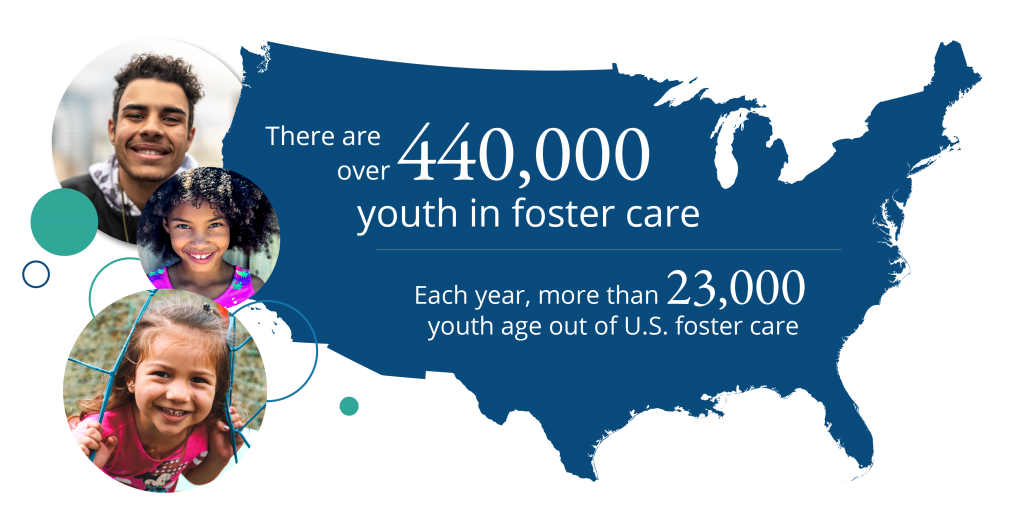 There are
over 440,000
youth in foster care
Each year, more than 23,000
youth age out of U.S. foster care